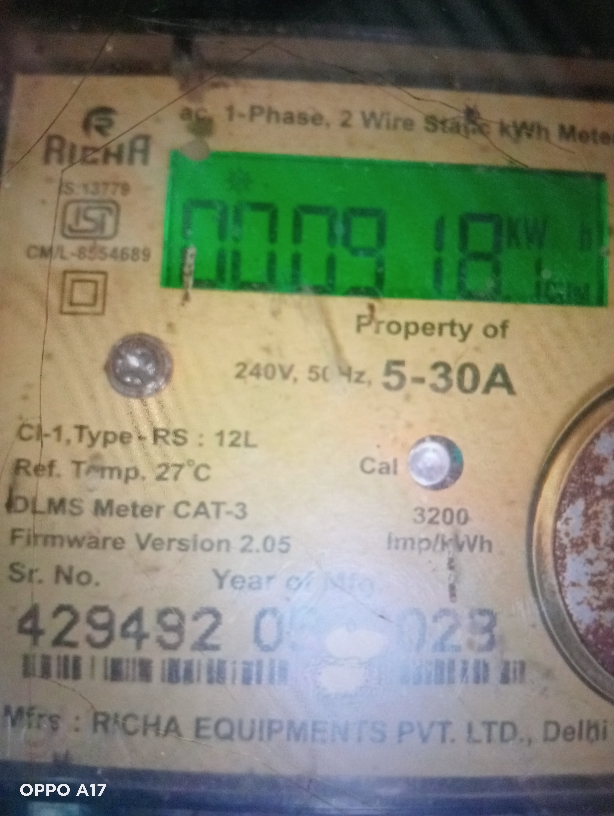 RICHA
ac, 1-Phase, 2 Wire Static kWh Meter
IS:13779
ISI
CM/L-8554689
000918 KW h
CUM
Property of
240V, 50Hz, 5-30A
Cl-1,Type-RS : 12L
Ref. Temp. 27°C
Cal
DLMS Meter CAT-3
3200
Firmware Version 2.05
Imp/kWh
Sr. No. Year of Mfg.
429492
Mfrs : RICHA EQUIPMENTS PVT. LTD., Delhi
OPPO A17